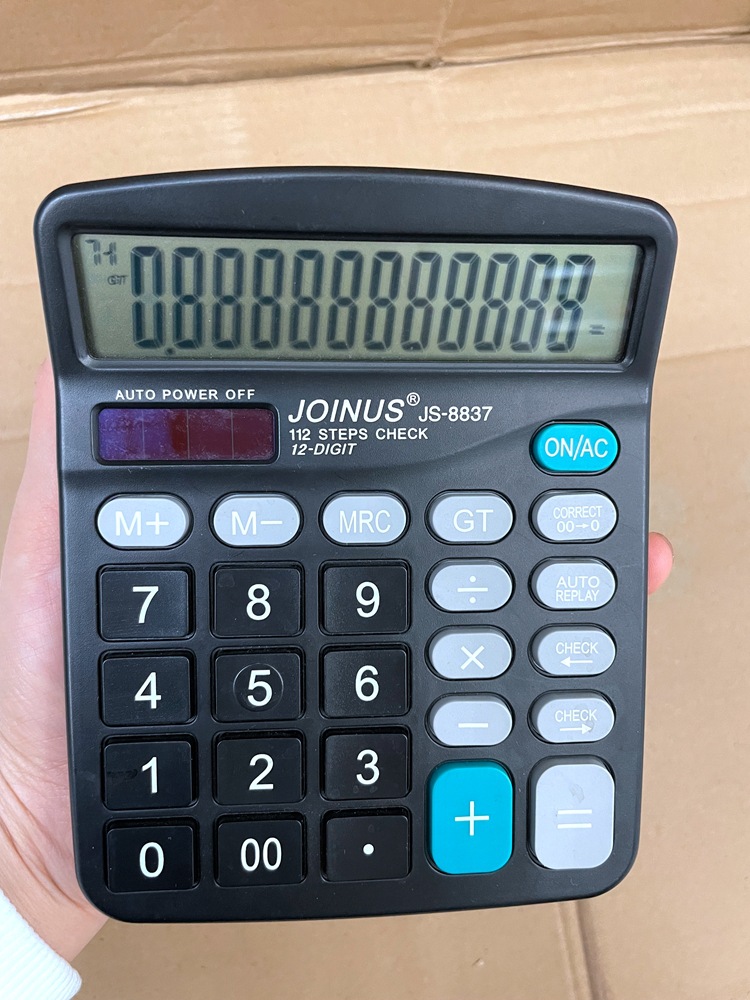 GT
0.88888888888
=
AUTO POWER OFF
JOINUS® JS-8837
112 STEPS CHECK
12-DIGIT
ON/AC
M+ M− MRC GT CORRECT
00→0
7 8 9 ÷ AUTO
REPLAY
4 5 6 × CHECK
←
1 2 3 − CHECK
→
0 00 . + =